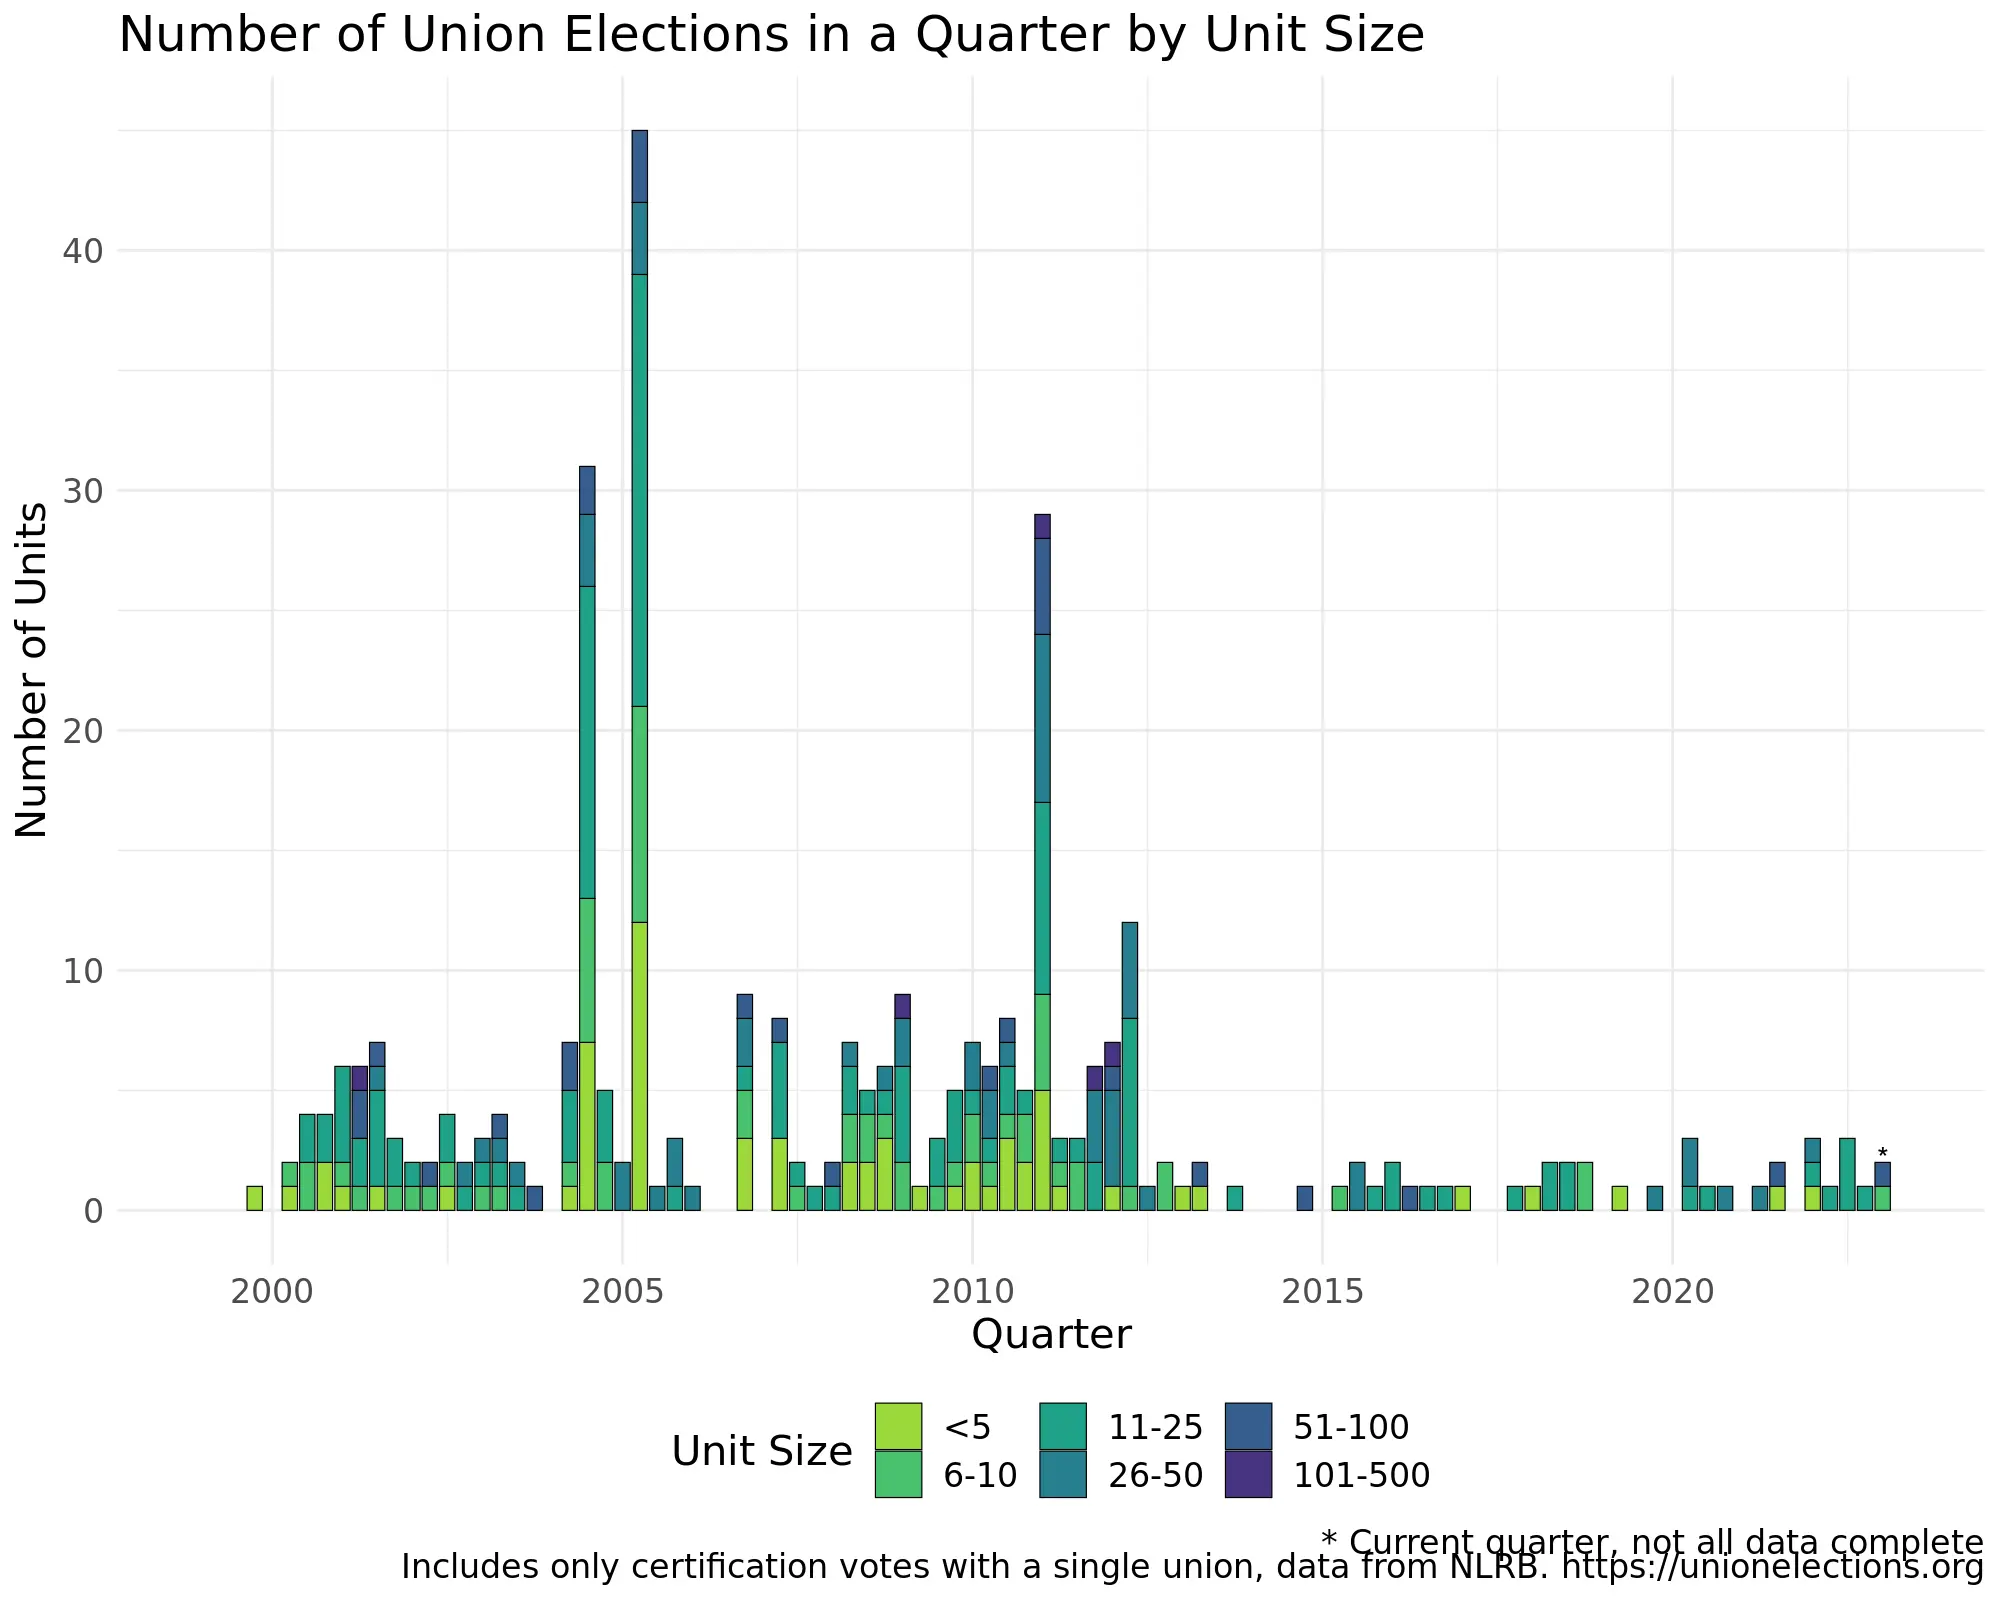 Number of Union Elections in a Quarter by Unit Size
Number of Units
40
30
20
10
0
*
2000 2005 2010 2015 2020
Quarter
Unit Size
<5 11-25 51-100
6-10 26-50 101-500
* Current quarter, not all data complete
Includes only certification votes with a single union, data from NLRB. https://unionelections.org